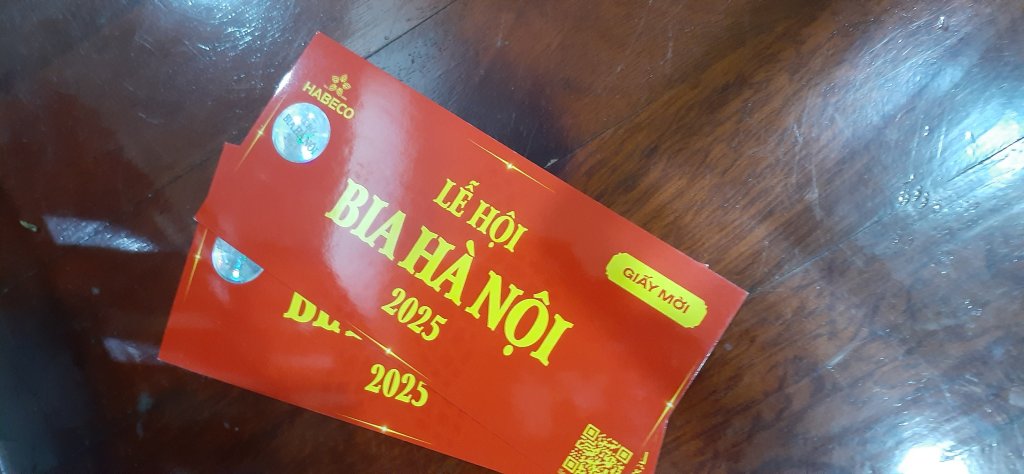 HABECO
LỄ HỘI
BIA HÀ NỘI
2025
GIẤY MỜI
2025